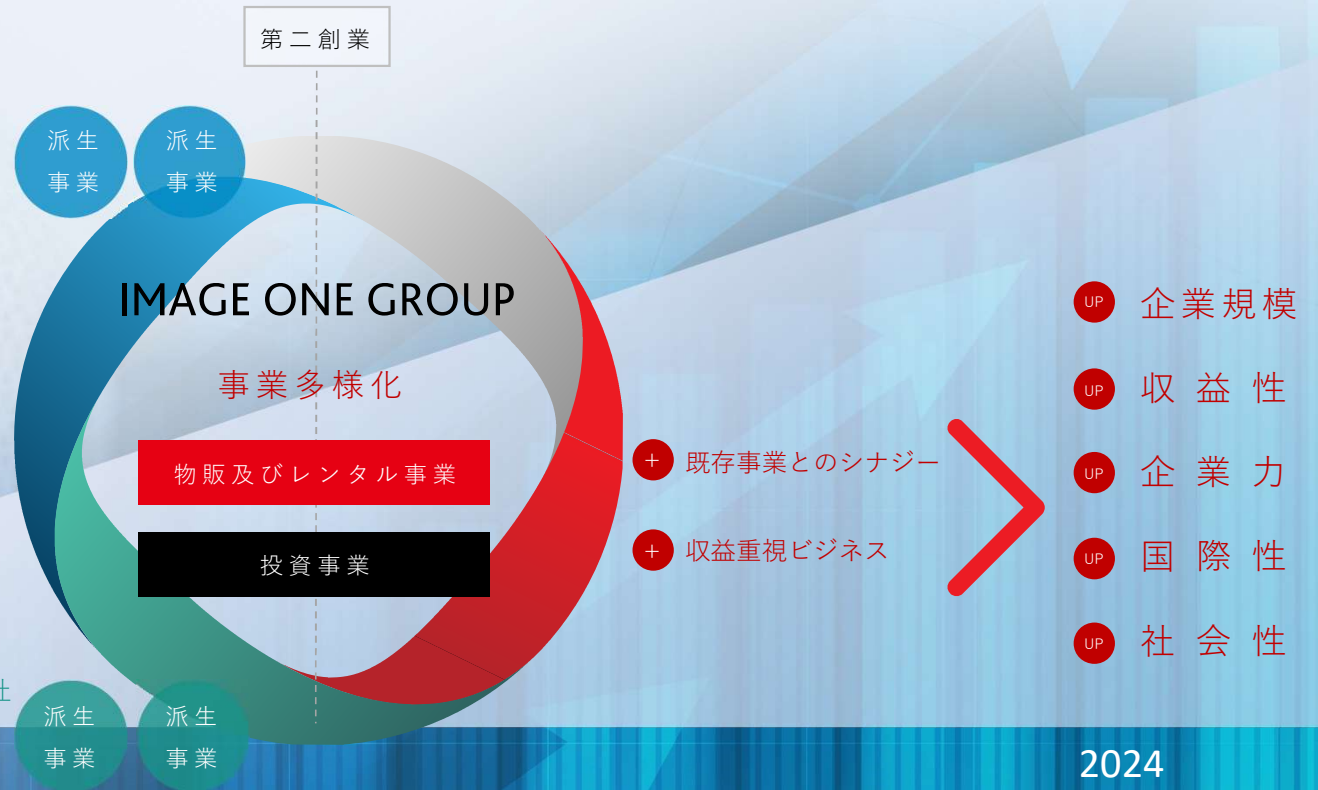 第二創業
派生
事業
派生
事業
IMAGE ONE GROUP
事業多様化
物販及びレンタル事業
投資事業
+ 既存事業とのシナジー
+ 収益重視ビジネス
UP 企業規模
UP 収益性
UP 企業力
UP 国際性
UP 社会性
社
派生
事業
派生
事業
2024